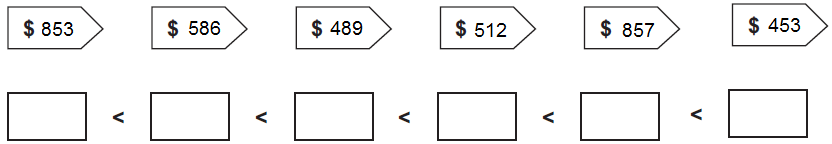 $ 853 $ 586 $ 489 $ 512 $ 857 $ 453
< < < < <